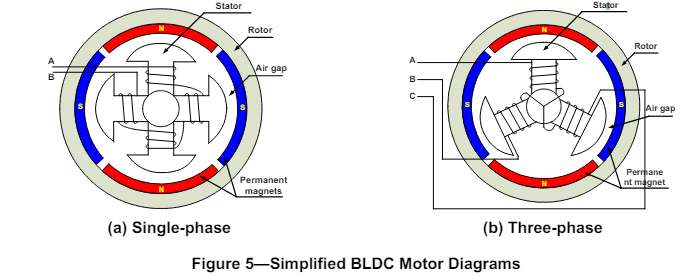 Stator
N
Rotor
A
B
Air gap
S
S
Permanent
magnets
N
(a) Single-phase
Stator
N
Rotor
A
B
C
S
S
Air gap
Permane
nt magnet
N
(b) Three-phase
Figure 5—Simplified BLDC Motor Diagrams